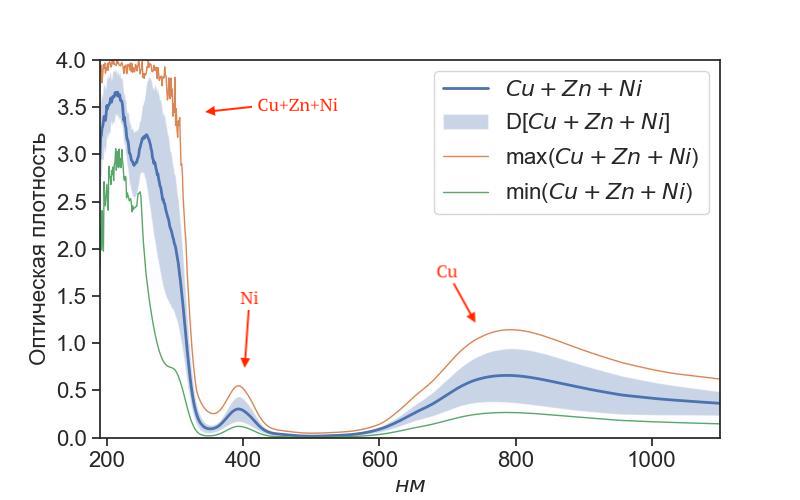 4.0
3.5
3.0
2.5
2.0
1.5
1.0
0.5
0.0
Оптическая плотность
200 400 600 800 1000
нм
Cu + Zn + Ni
D[Cu + Zn + Ni]
max(Cu + Zn + Ni)
min(Cu + Zn + Ni)
Cu+Zn+Ni
Ni
Cu